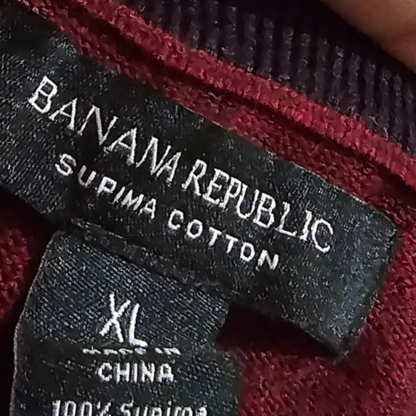 BANANA REPUBLIC
SUPIMA COTTON
XL
CHINA
100% Supima